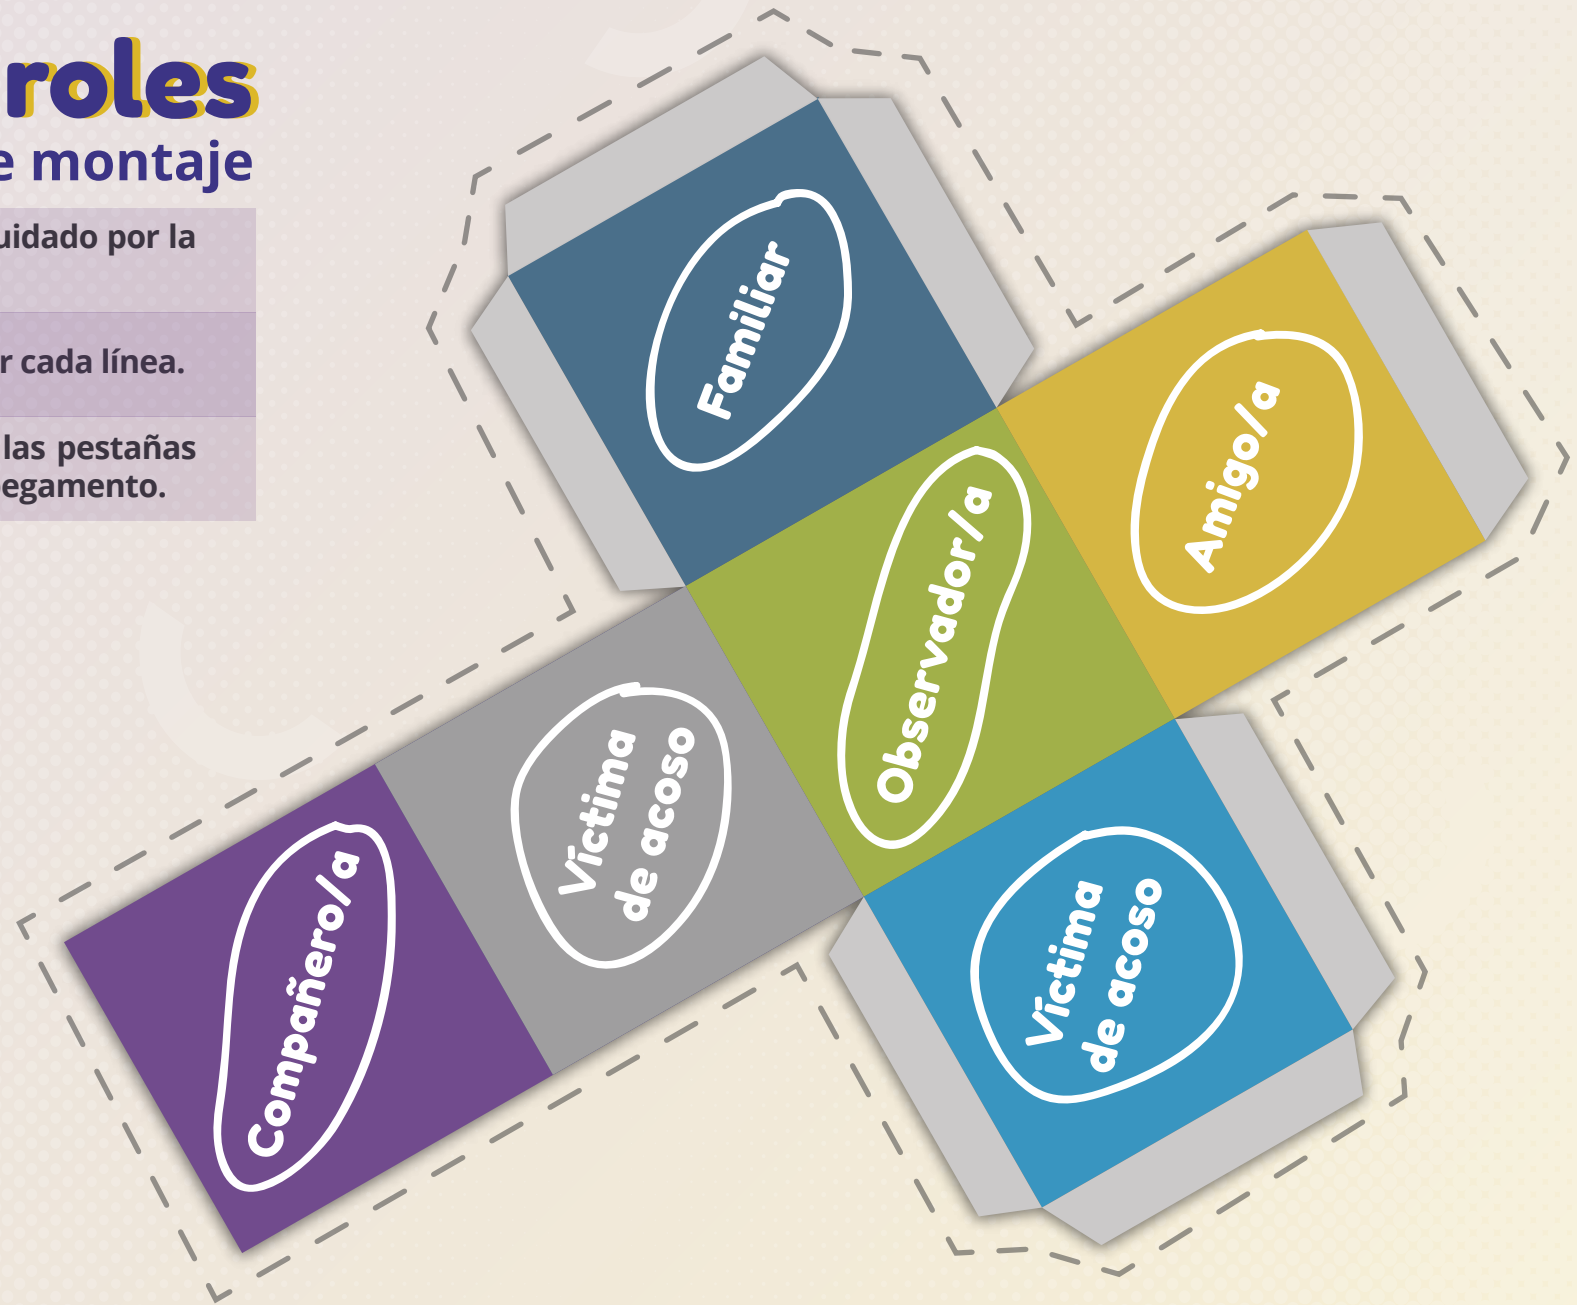 roles
e montaje
uidado por la
r cada línea.
las pestañas
egamento.
Familiar
Amigo/a
Observador/a
Víctima
de acoso
Compañero/a
Víctima
de acoso